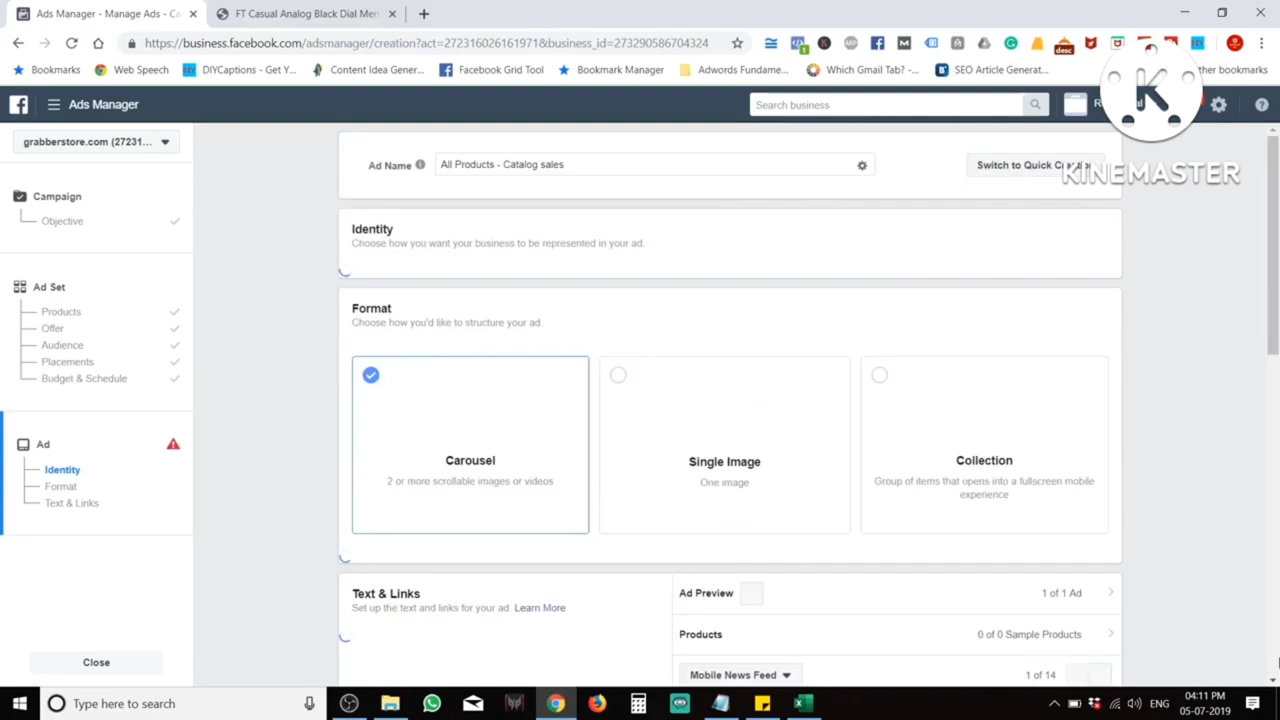 Ads Manager - Manage Ads - Ca
FT Casual Analog Black Dial Men
https://business.facebook.com/adsmanager/creation?act=272316026161971&business_id=273290586704324
Bookmarks
Web Speech
DIYCaptions - Get Y...
Content Idea Gener...
Facebook Grid Tool
Bookmark Manager
Adwords Fundame...
Which Gmail Tab? -...
SEO Article Generat...
ther bookmarks
Ads Manager
Search business
K
KINEMASTER
grabberstore.com (27231...
Ad Name
All Products - Catalog sales
Switch to Quick Creation
Campaign
Objective
Identity
Choose how you want your business to be represented in your ad.
Ad Set
Products
Offer
Audience
Placements
Budget & Schedule
Format
Choose how you'd like to structure your ad.
Carousel
2 or more scrollable images or videos
Single Image
One image
Collection
Group of items that opens into a fullscreen mobile
experience
Ad
Identity
Format
Text & Links
Text & Links
Set up the text and links for your ad. Learn More
Ad Preview
1 of 1 Ad
Products
0 of 0 Sample Products
Mobile News Feed
1 of 14
Close
Type here to search
ENG
04:11 PM
05-07-2019